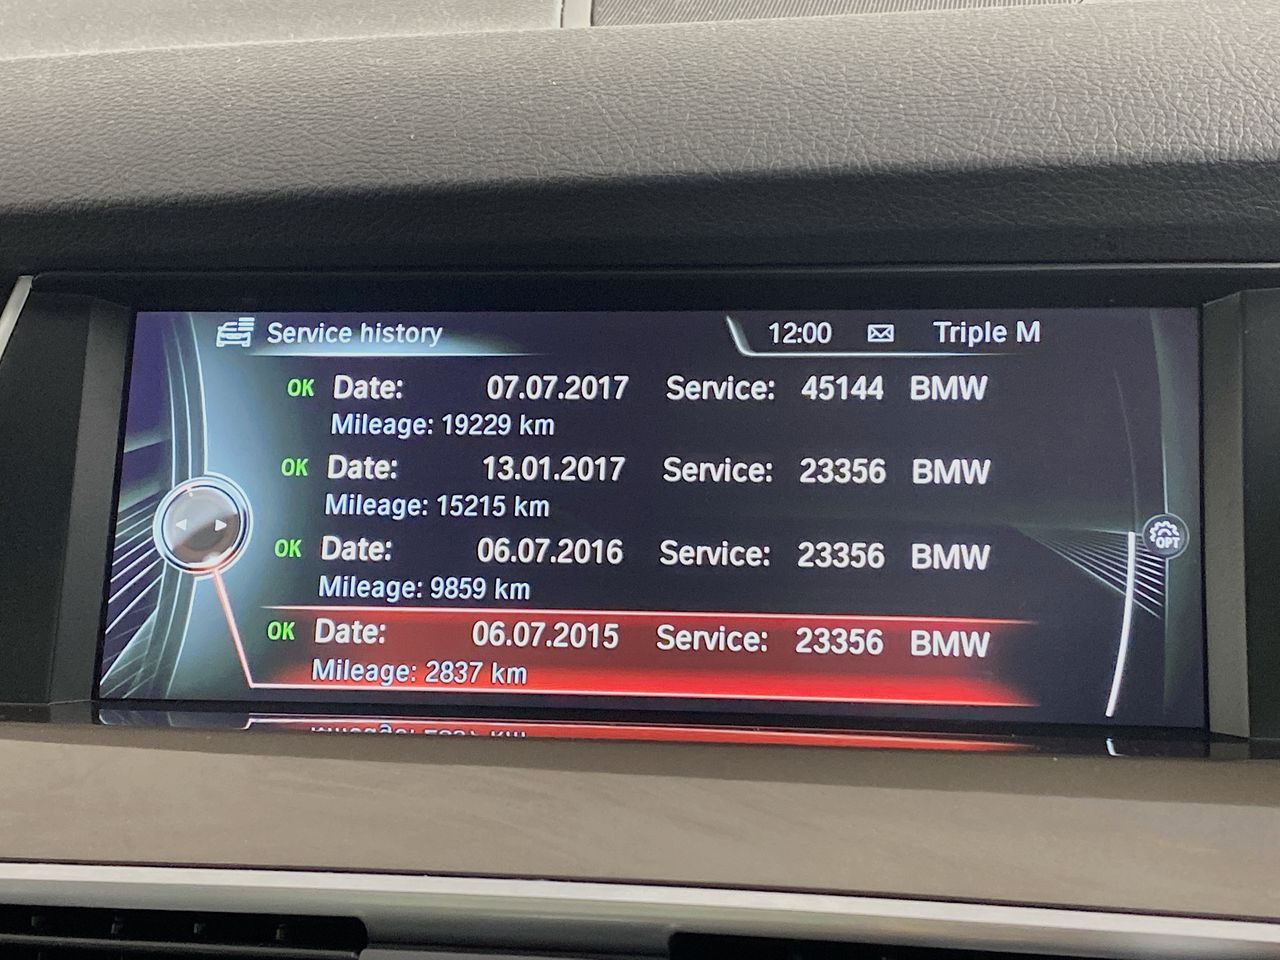 Service history 12:00 Triple M
OK Date: 07.07.2017 Service: 45144 BMW
Mileage: 19229 km
OK Date: 13.01.2017 Service: 23356 BMW
Mileage: 15215 km
OK Date: 06.07.2016 Service: 23356 BMW
Mileage: 9859 km
OPT
OK Date: 06.07.2015 Service: 23356 BMW
Mileage: 2837 km